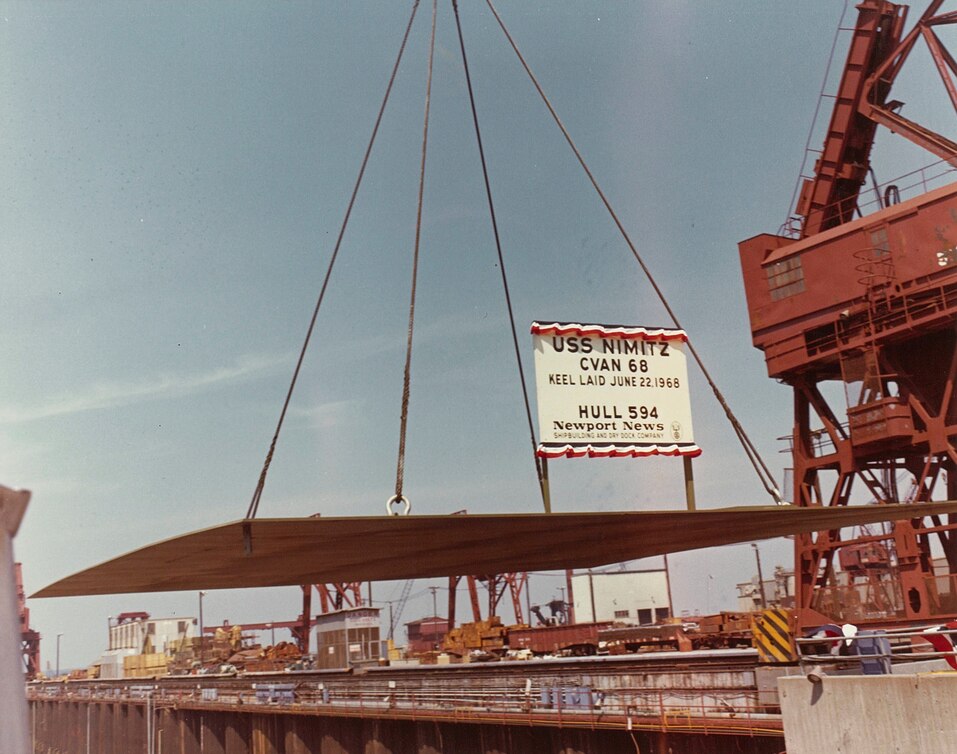 USS NIMITZ
CVAN 68
KEEL LAID JUNE 22, 1968
HULL 594
Newport News
SHIPBUILDING AND DRY DOCK COMPANY